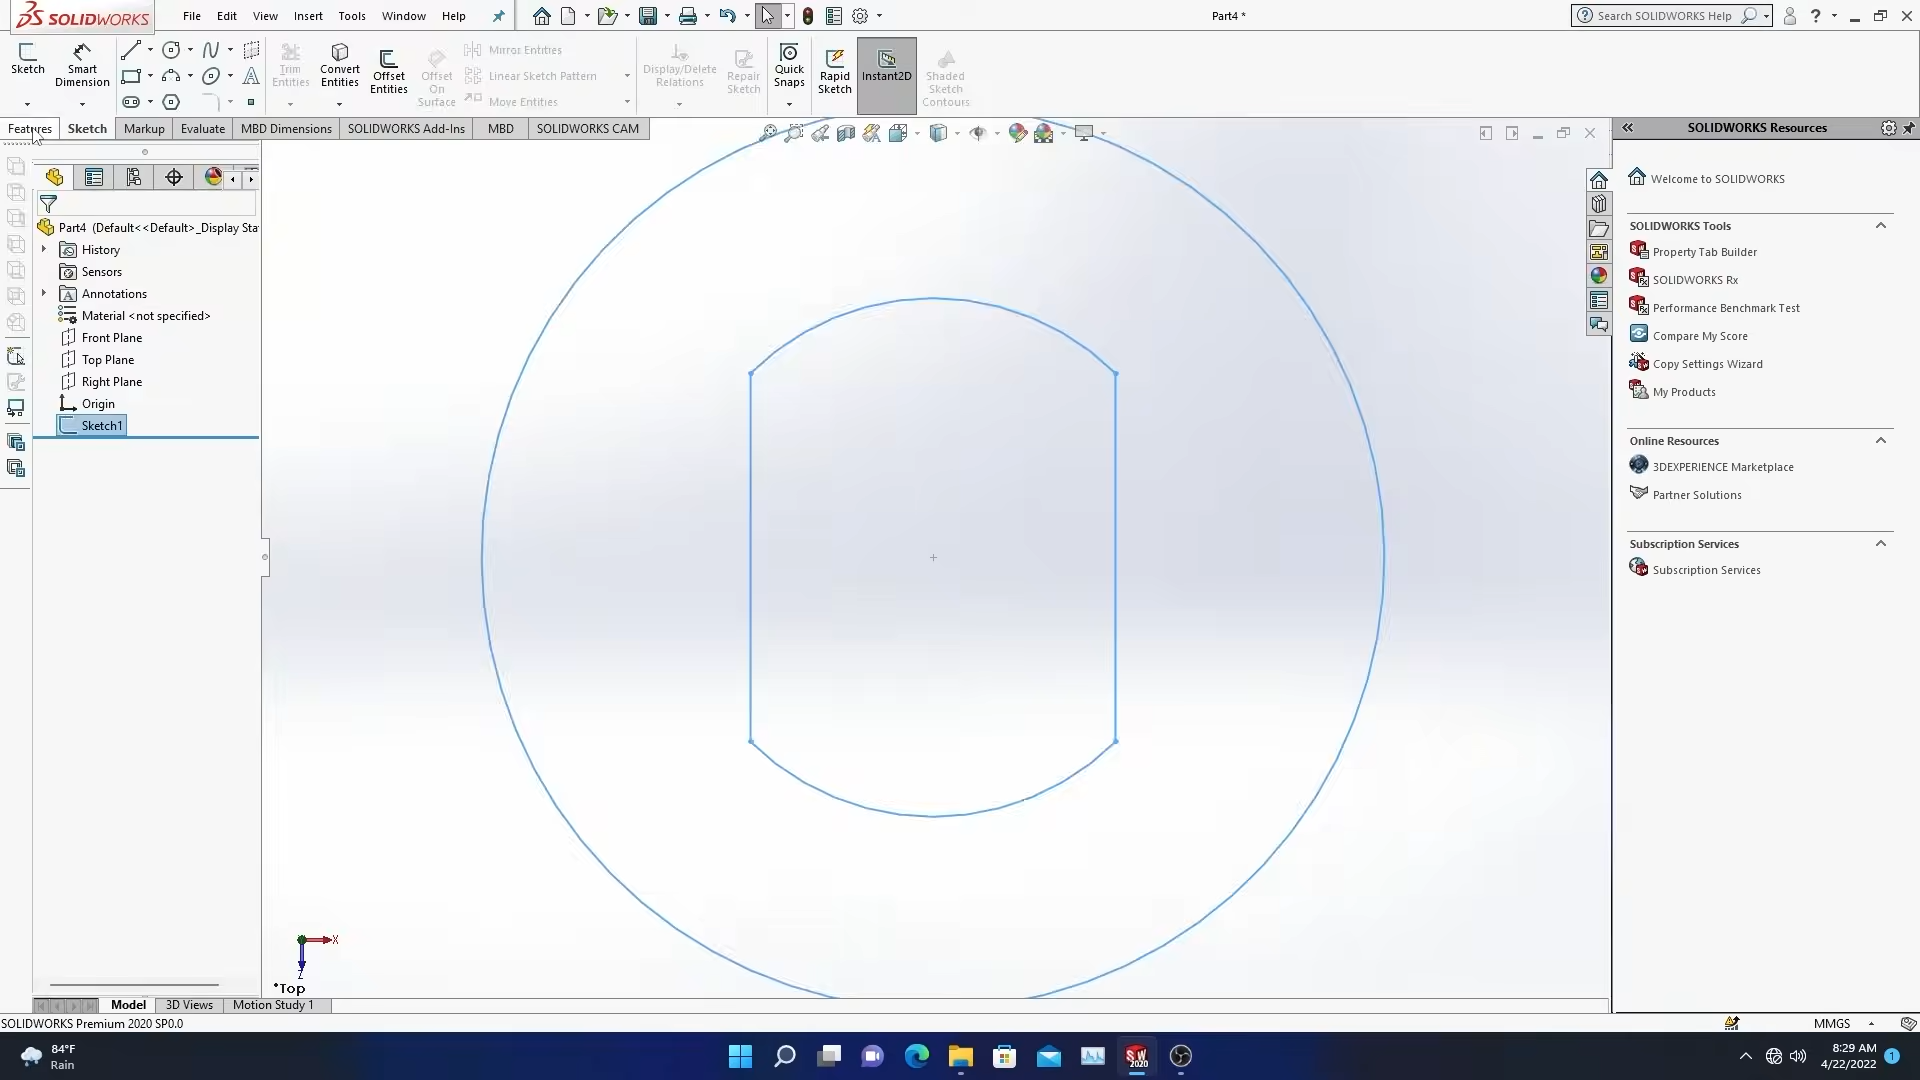 SOLIDWORKS
File Edit View Insert Tools Window Help
Part4 *
Search SOLIDWORKS Help
Sketch
Smart Dimension
Trim Entities
Convert Entities
Offset Entities
Offset On Surface
Mirror Entities
Linear Sketch Pattern
Move Entities
Display/Delete Relations
Repair Sketch
Quick Snaps
Rapid Sketch
Instant2D
Shaded Sketch Contours
Features Sketch Markup Evaluate MBD Dimensions SOLIDWORKS Add-Ins MBD SOLIDWORKS CAM
Part4 (Default<<Default>_Display Sta
History
Sensors
Annotations
Material <not specified>
Front Plane
Top Plane
Right Plane
Origin
Sketch1
X
Z
*Top
Model 3D Views Motion Study 1
SOLIDWORKS Premium 2020 SP0.0
MMGS
SOLIDWORKS Resources
Welcome to SOLIDWORKS
SOLIDWORKS Tools
Property Tab Builder
SOLIDWORKS Rx
Performance Benchmark Test
Compare My Score
Copy Settings Wizard
My Products
Online Resources
3DEXPERIENCE Marketplace
Partner Solutions
Subscription Services
Subscription Services
84°F
Rain
SW
2020
8:29 AM
4/22/2022
1